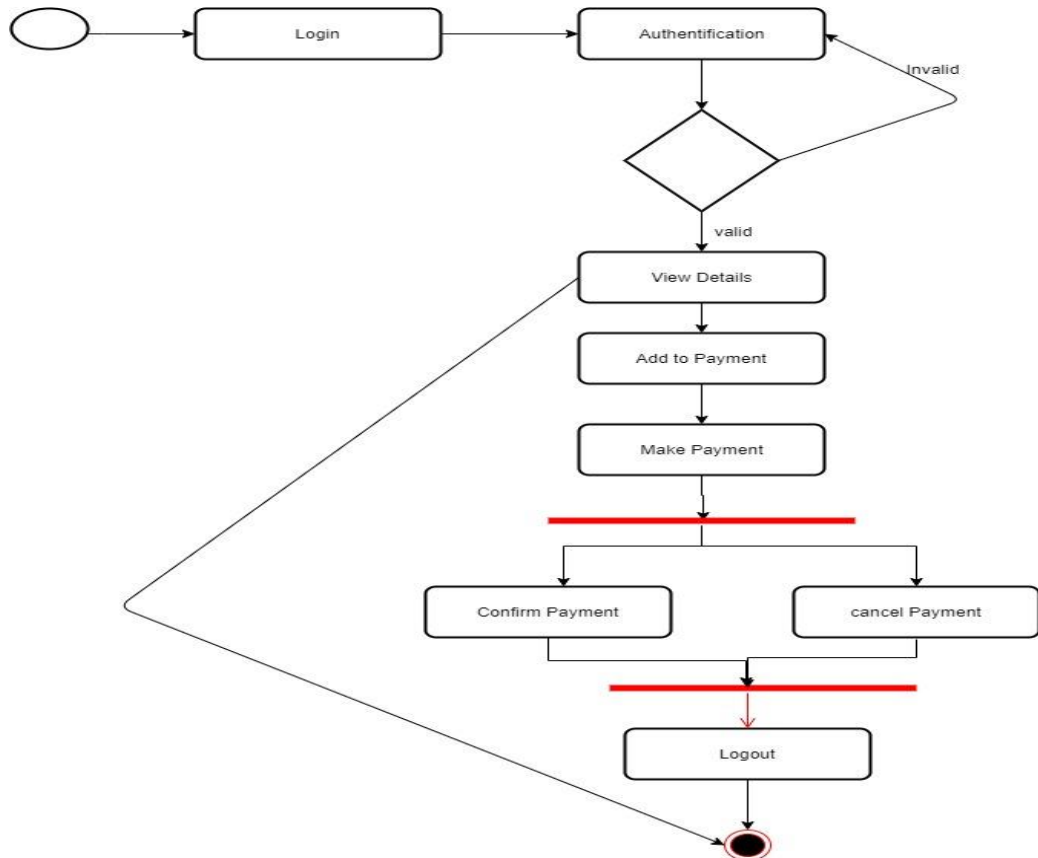 Login
Authentification
Invalid
valid
View Details
Add to Payment
Make Payment
Confirm Payment
cancel Payment
Logout